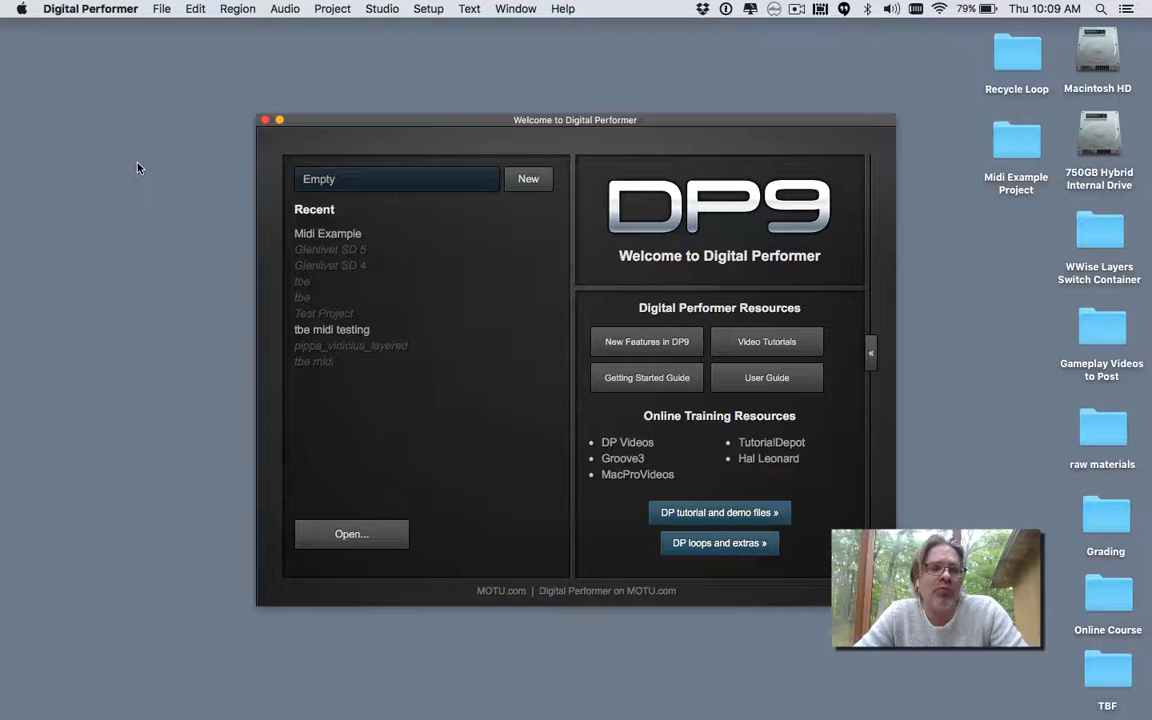 Digital Performer File Edit Region Audio Project Studio Setup Text Window Help 79% Thu 10:09 AM
Welcome to Digital Performer
Empty
New
Recent
Midi Example
Glenlivet SD 5
Glenlivet SD 4
tbe
tbe
Test Project
tbe midi testing
pippa_vinicius_layered
tbe midi
Open...
DP9
Welcome to Digital Performer
Digital Performer Resources
New Features in DP9 Video Tutorials
Getting Started Guide User Guide
Online Training Resources
• DP Videos • TutorialDepot
• Groove3 • Hal Leonard
• MacProVideos
DP tutorial and demo files »
DP loops and extras »
«
MOTU.com | Digital Performer on MOTU.com
Recycle Loop
Macintosh HD
Midi Example
Project
750GB Hybrid
Internal Drive
WWise Layers
Switch Container
Gameplay Videos
to Post
raw materials
Grading
Online Course
TBF